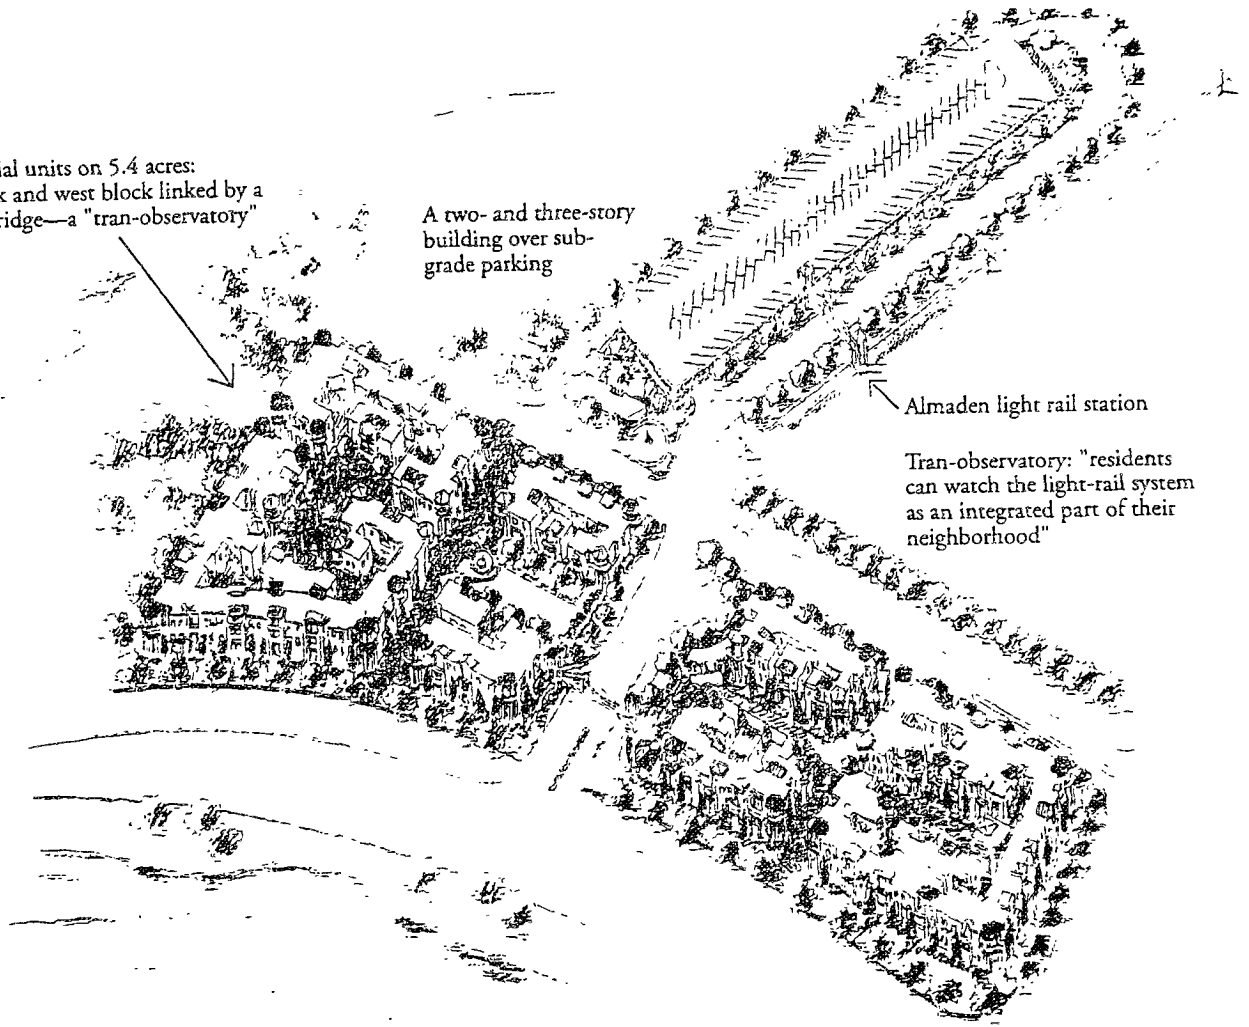 ial units on 5.4 acres:
k and west block linked by a
ridge—a "tran-observatory"
A two- and three-story
building over sub-
grade parking
Almaden light rail station
Tran-observatory: "residents
can watch the light-rail system
as an integrated part of their
neighborhood"